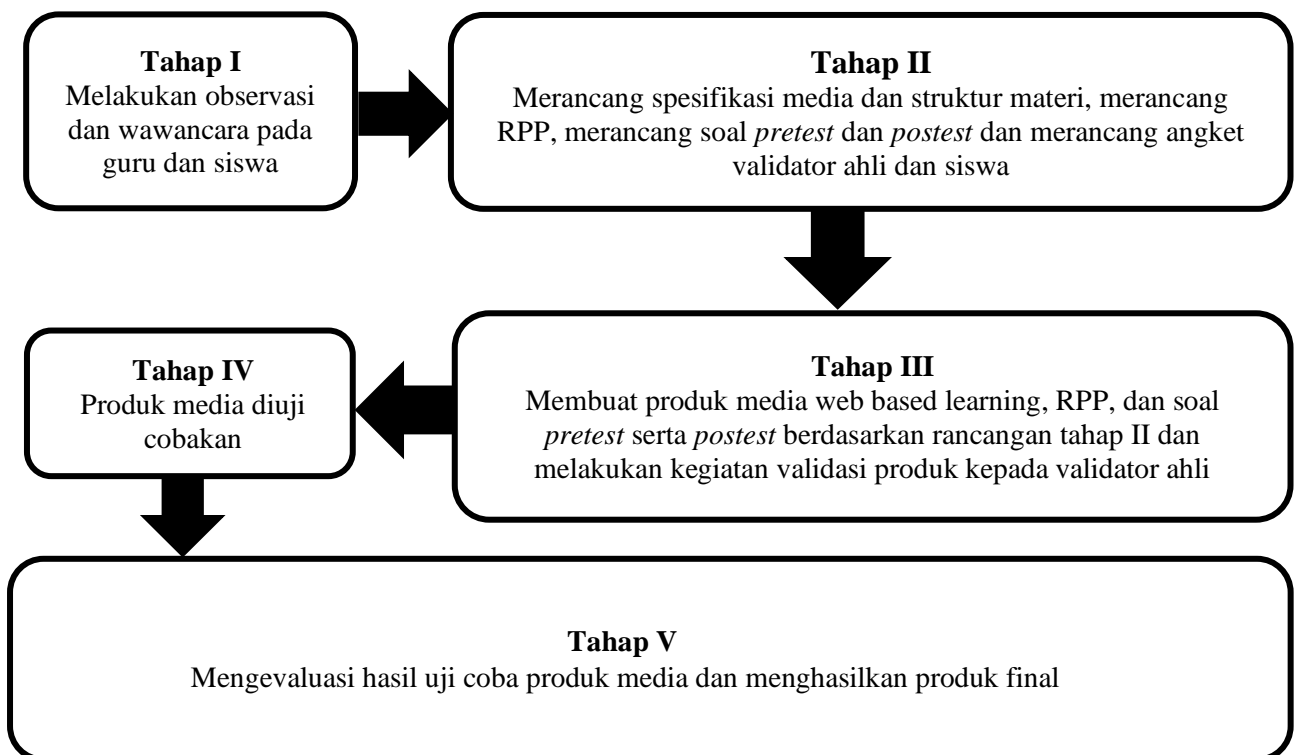 Tahap I
Melakukan observasi
dan wawancara pada
guru dan siswa
Tahap II
Merancang spesifikasi media dan struktur materi, merancang
RPP, merancang soal pretest dan postest dan merancang angket
validator ahli dan siswa
Tahap III
Membuat produk media web based learning, RPP, dan soal
pretest serta postest berdasarkan rancangan tahap II dan
melakukan kegiatan validasi produk kepada validator ahli
Tahap IV
Produk media diuji
cobakan
Tahap V
Mengevaluasi hasil uji coba produk media dan menghasilkan produk final